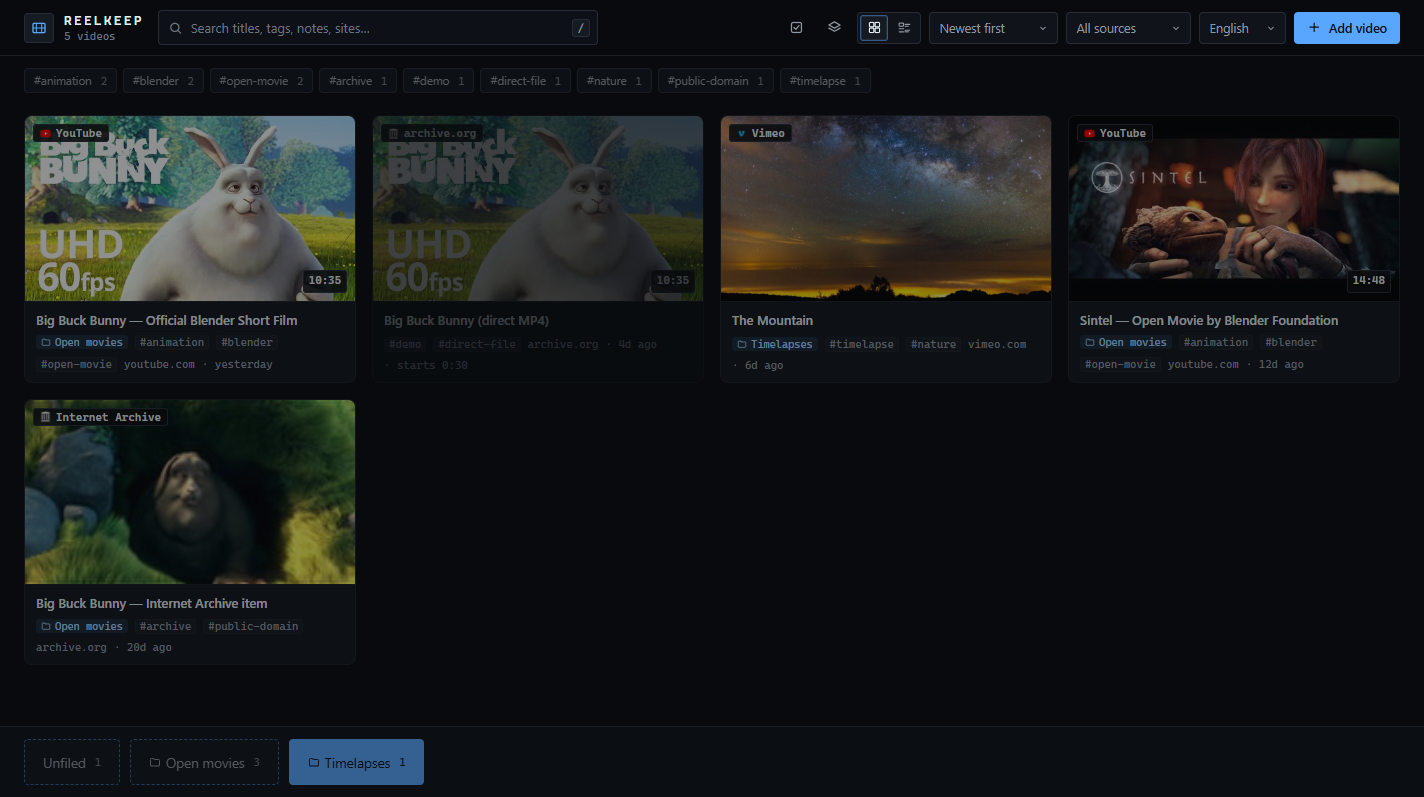 REELKEEP
5 videos
Search titles, tags, notes, sites...
/
Newest first
All sources
English
+ Add video
#animation 2
#blender 2
#open-movie 2
#archive 1
#demo 1
#direct-file 1
#nature 1
#public-domain 1
#timelapse 1
YouTube
Big Buck
BUNNY
UHD
60fps
10:35
Big Buck Bunny — Official Blender Short Film
Open movies #animation #blender
#open-movie youtube.com · yesterday
archive.org
Big Buck
BUNNY
UHD
60fps
10:35
Big Buck Bunny (direct MP4)
#demo #direct-file archive.org · 4d ago
· starts 0:30
Vimeo
The Mountain
Timelapses #timelapse #nature vimeo.com
· 6d ago
YouTube
SINTEL
14:48
Sintel — Open Movie by Blender Foundation
Open movies #animation #blender
#open-movie youtube.com · 12d ago
Internet Archive
Big Buck Bunny — Internet Archive item
Open movies #archive #public-domain
archive.org · 20d ago
Unfiled 1
Open movies 3
Timelapses 1